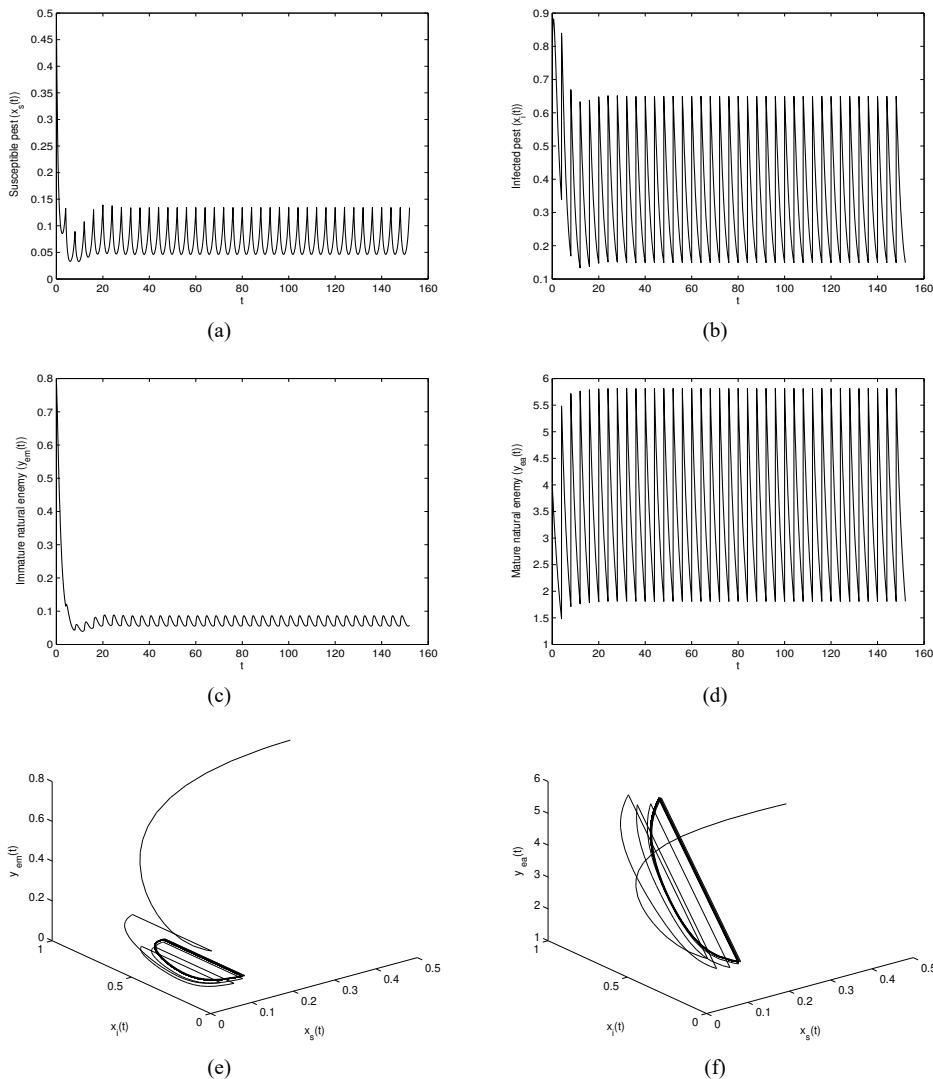 0.5
0.45
0.4
0.35
0.3
0.25
0.2
0.15
0.1
0.05
0
0 20 40 60 80 100 120 140 160
t
Susceptible pest (x_s(t))
(a)
0.9
0.8
0.7
0.6
0.5
0.4
0.3
0.2
0.1
0 20 40 60 80 100 120 140 160
t
Infected pest (x_i(t))
(b)
0.8
0.7
0.6
0.5
0.4
0.3
0.2
0.1
0
0 20 40 60 80 100 120 140 160
t
Immature natural enemy (y_em(t))
(c)
6
5.5
5
4.5
4
3.5
3
2.5
2
1.5
1
0 20 40 60 80 100 120 140 160
t
Mature natural enemy (y_ea(t))
(d)
0.8
0.6
0.4
0.2
0
y_em(t)
1
0.5
0
x_i(t)
0
0.1
0.2
0.3
0.4
0.5
x_s(t)
(e)
6
5
4
3
2
1
y_ea(t)
1
0.5
0
x_i(t)
0
0.1
0.2
0.3
0.4
0.5
x_s(t)
(f)